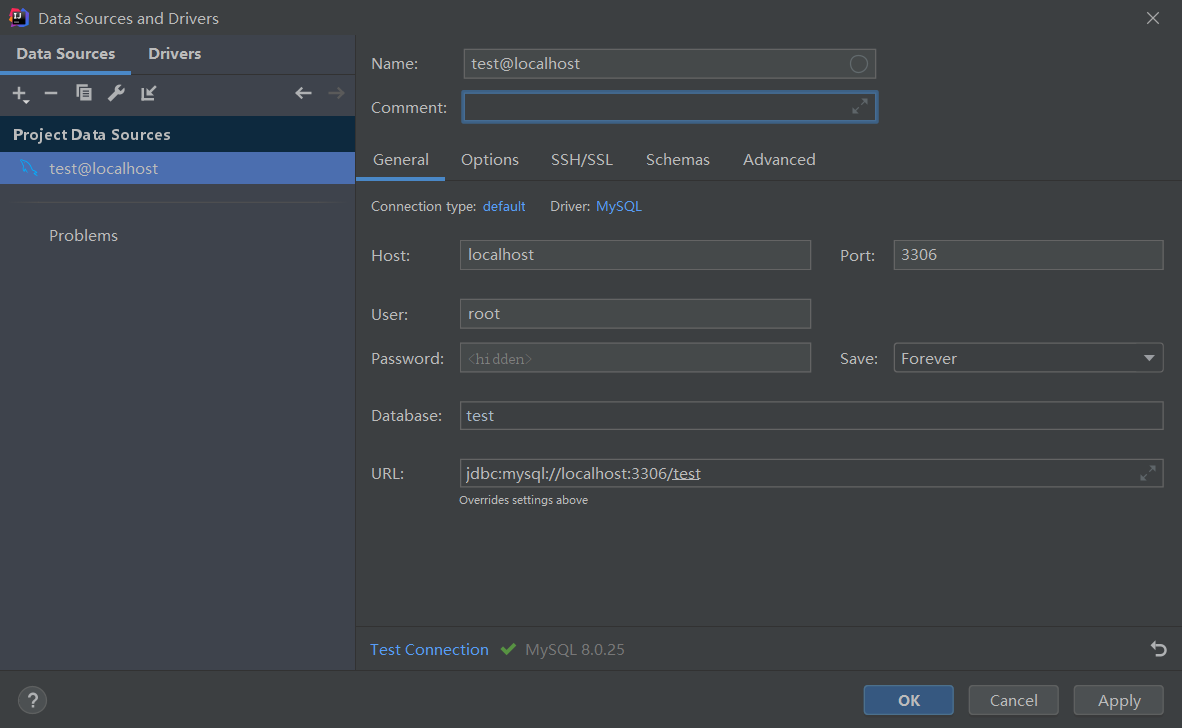 Data Sources and Drivers
Data Sources Drivers
Project Data Sources
test@localhost
Problems
Name: test@localhost
Comment:
General Options SSH/SSL Schemas Advanced
Connection type: default Driver: MySQL
Host: localhost Port: 3306
User: root
Password: <hidden> Save: Forever
Database: test
URL: jdbc:mysql://localhost:3306/test
Overrides settings above
Test Connection MySQL 8.0.25
? OK Cancel Apply